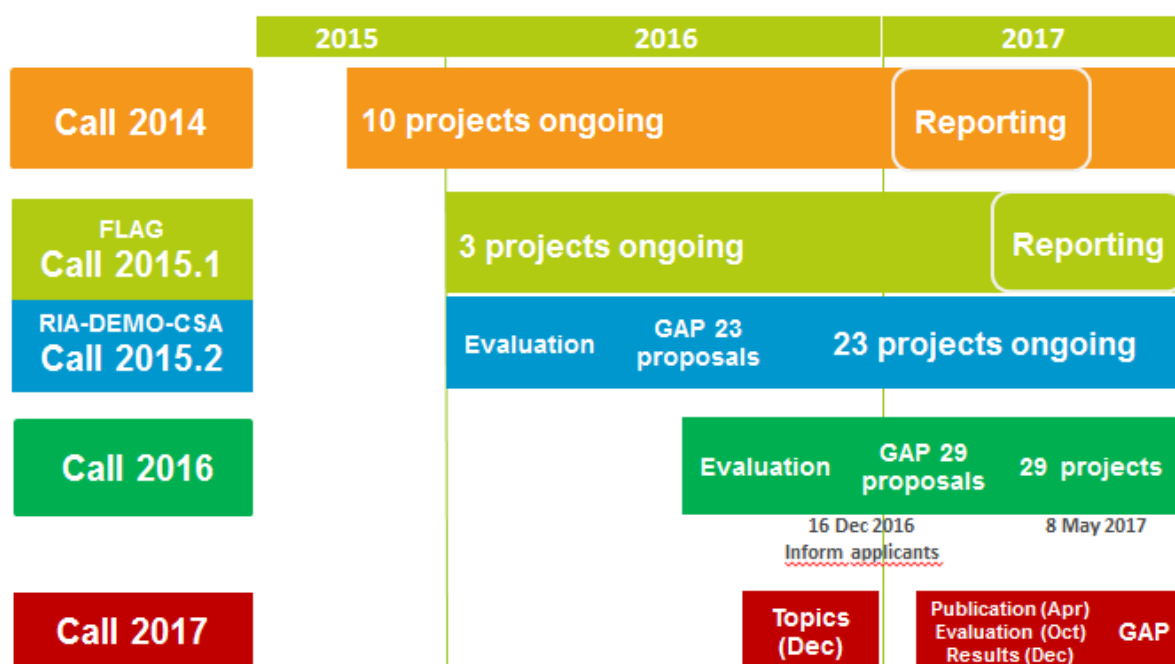 2015 2016 2017
Call 2014
10 projects ongoing
Reporting
FLAG
Call 2015.1
3 projects ongoing
Reporting
RIA-DEMO-CSA
Call 2015.2
Evaluation
GAP 23
proposals
23 projects ongoing
Call 2016
Evaluation
GAP 29
proposals
29 projects
16 Dec 2016
Inform applicants
8 May 2017
Call 2017
Topics
(Dec)
Publication (Apr)
Evaluation (Oct)
Results (Dec)
GAP